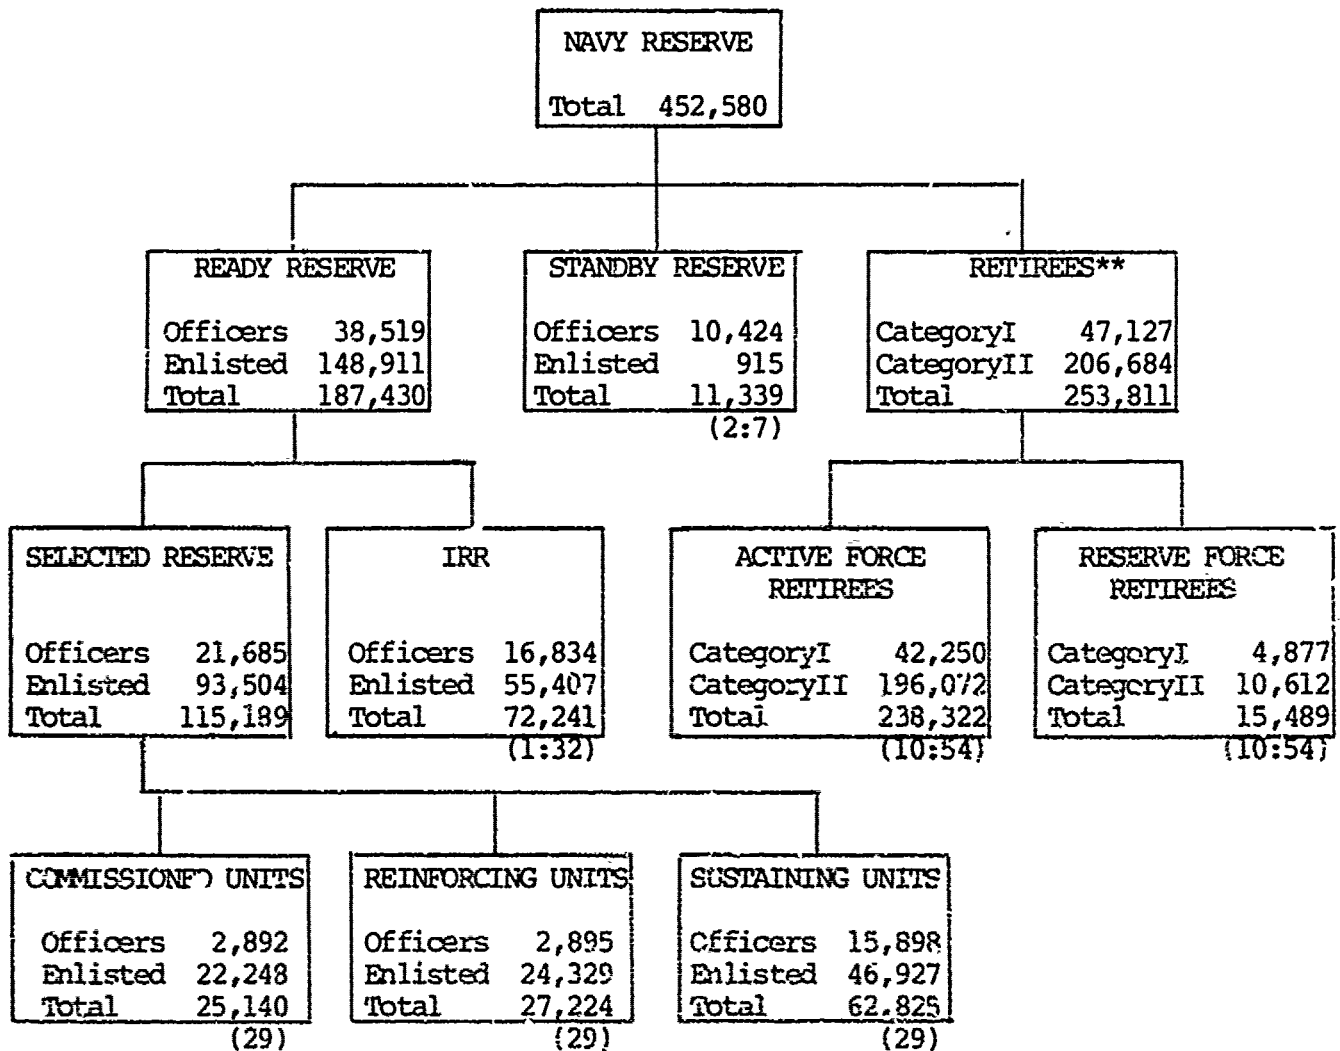 NAVY RESERVE
Total 452,580
READY RESERVE
Officers 38,519
Enlisted 148,911
Total 187,430
STANDBY RESERVE
Officers 10,424
Enlisted 915
Total 11,339
(2:7)
RETIREES**
CategoryI 47,127
CategoryII 206,684
Total 253,811
SELECTED RESERVE
Officers 21,685
Enlisted 93,504
Total 115,189
IRR
Officers 16,834
Enlisted 55,407
Total 72,241
(1:32)
ACTIVE FORCE
RETIREES
CategoryI 42,250
CategoryII 196,072
Total 238,322
(10:54)
RESERVE FORCE
RETIREES
CategoryI 4,877
CategoryII 10,612
Total 15,489
(10:54)
COMMISSIONED UNITS
Officers 2,892
Enlisted 22,248
Total 25,140
(29)
REINFORCING UNITS
Officers 2,895
Enlisted 24,329
Total 27,224
(29)
SUSTAINING UNITS
Officers 15,898
Enlisted 46,927
Total 62.825
(29)